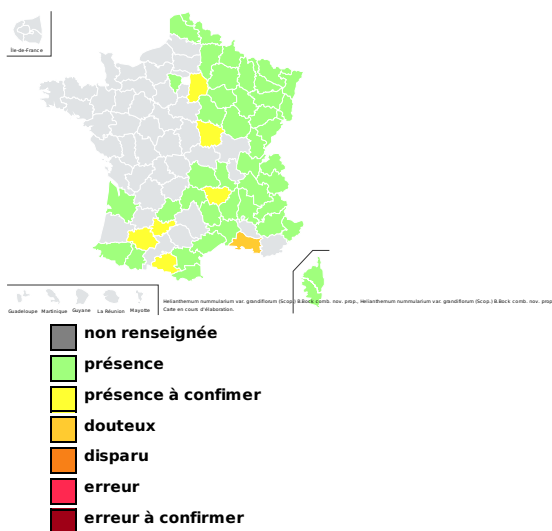 Île-de-France
Guadeloupe Martinique Guyane La Réunion Mayotte
Helianthemum nummularium var. grandiflorum (Scop.) B.Bock comb. nov. prop., Helianthemum nummularium var. grandiflorum (Scop.) B.Bock comb. nov. prop
Carte en cours d'élaboration.
non renseignée
présence
présence à confimer
douteux
disparu
erreur
erreur à confirmer